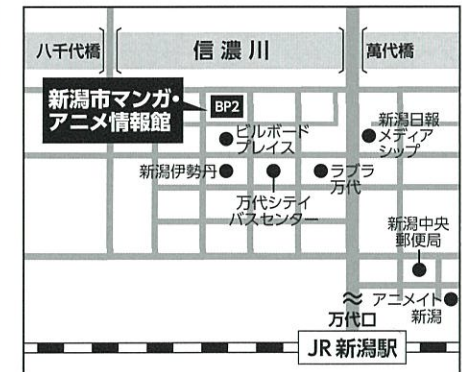 八千代橋
信濃川
萬代橋
新潟市マンガ・
アニメ情報館
BP2
ビルボード
プレイス
新潟日報
メディア
シップ
新潟伊勢丹
万代シテイ
バスセンター
ラブラ
万代
新潟中央
郵便局
アニメイト
新潟
万代口
JR新潟駅